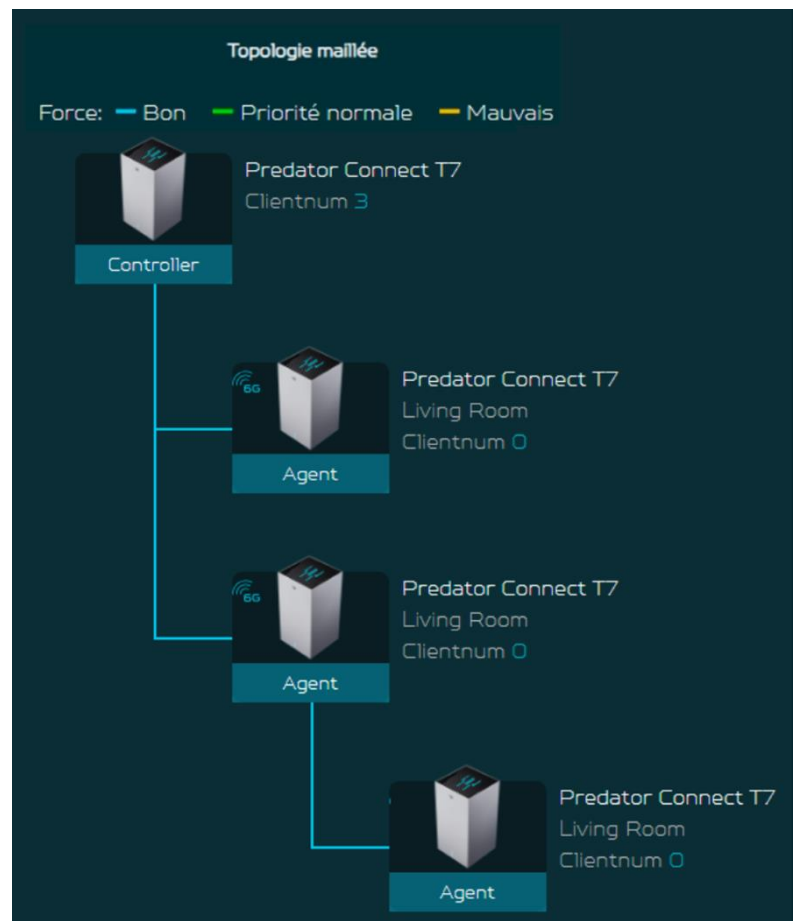 Topologie maillée
Force: Bon Priorité normale Mauvais
Predator Connect T7
Clientnum 3
Controller
6G
Predator Connect T7
Living Room
Clientnum 0
Agent
6G
Predator Connect T7
Living Room
Clientnum 0
Agent
Predator Connect T7
Living Room
Clientnum 0
Agent